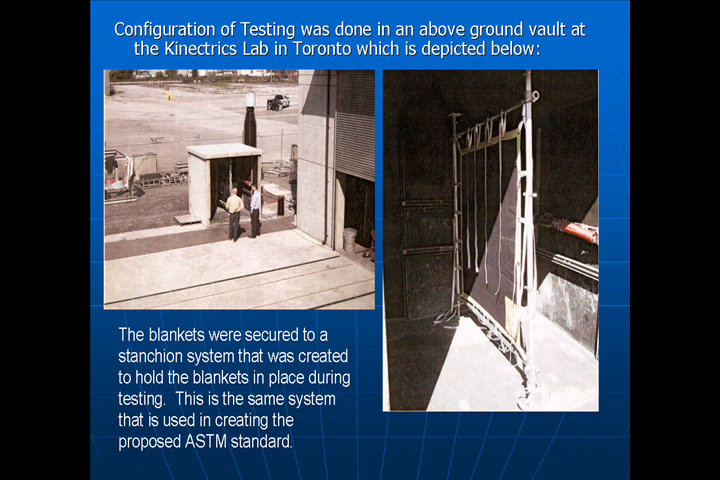 Configuration of Testing was done in an above ground vault at
the Kinectrics Lab in Toronto which is depicted below:
The blankets were secured to a
stanchion system that was created
to hold the blankets in place during
testing.  This is the same system
that is used in creating the
proposed ASTM standard.